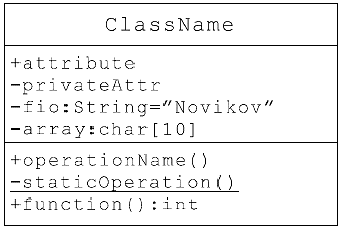 ClassName
+attribute
-privateAttr
-fio:String=”Novikov”
-array:char[10]
+operationName()
-staticOperation()
+function():int